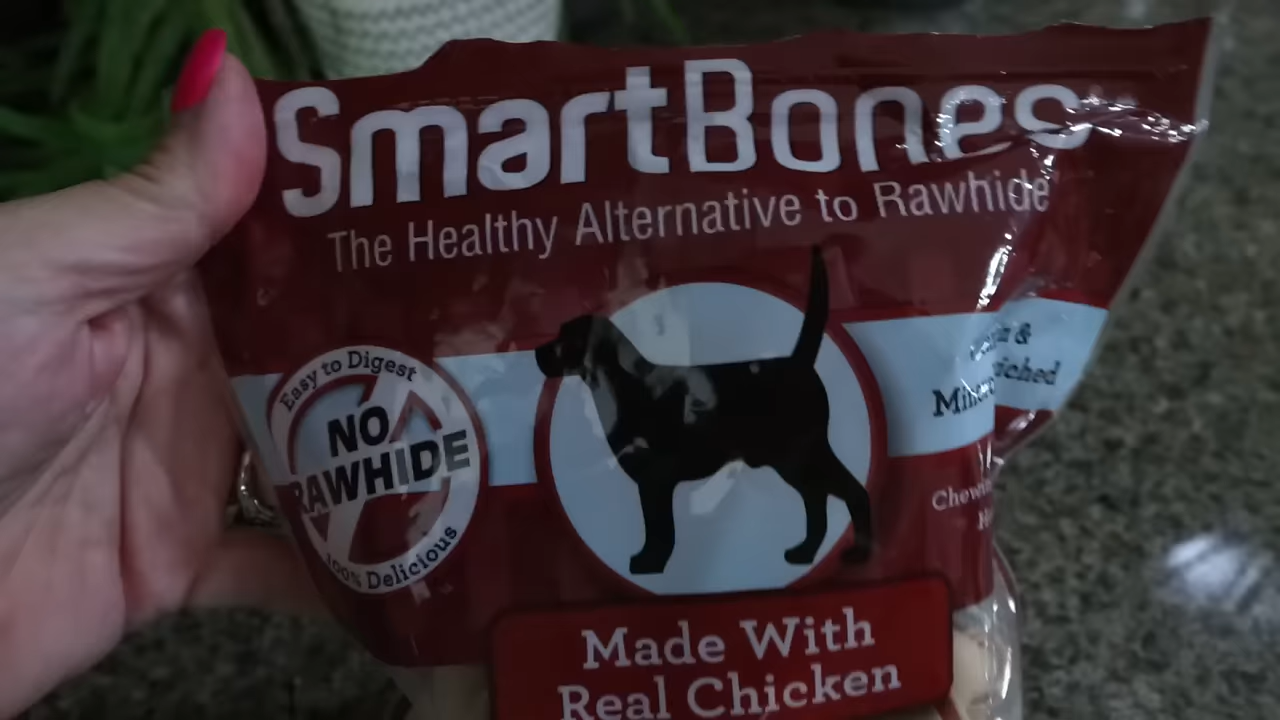 SmartBones
The Healthy Alternative to Rawhide
Easy to Digest
NO
RAWHIDE
100% Delicious
&
Made With
Real Chicken